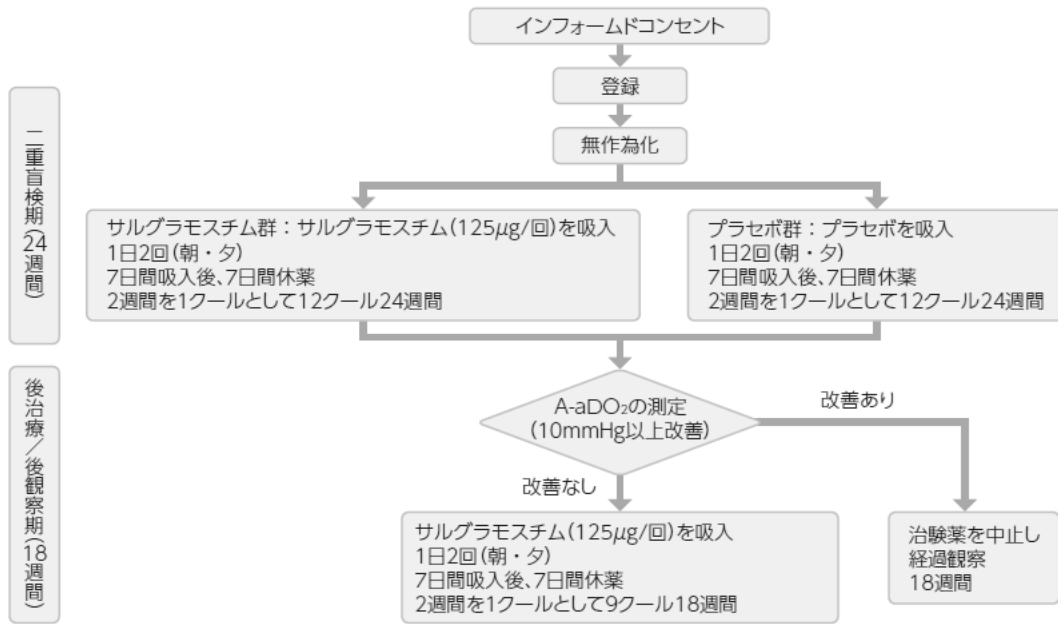 インフォームドコンセント
登録
無作為化
二重盲検期(24週間)
サルグラモスチム群：サルグラモスチム(125μg/回)を吸入
1日2回(朝・夕)
7日間吸入後、7日間休薬
2週間を1クールとして12クール24週間
プラセボ群：プラセボを吸入
1日2回(朝・夕)
7日間吸入後、7日間休薬
2週間を1クールとして12クール24週間
後治療／後観察期(18週間)
A-aDO₂の測定
(10mmHg以上改善)
改善あり
改善なし
サルグラモスチム(125μg/回)を吸入
1日2回(朝・夕)
7日間吸入後、7日間休薬
2週間を1クールとして9クール18週間
治験薬を中止し
経過観察
18週間